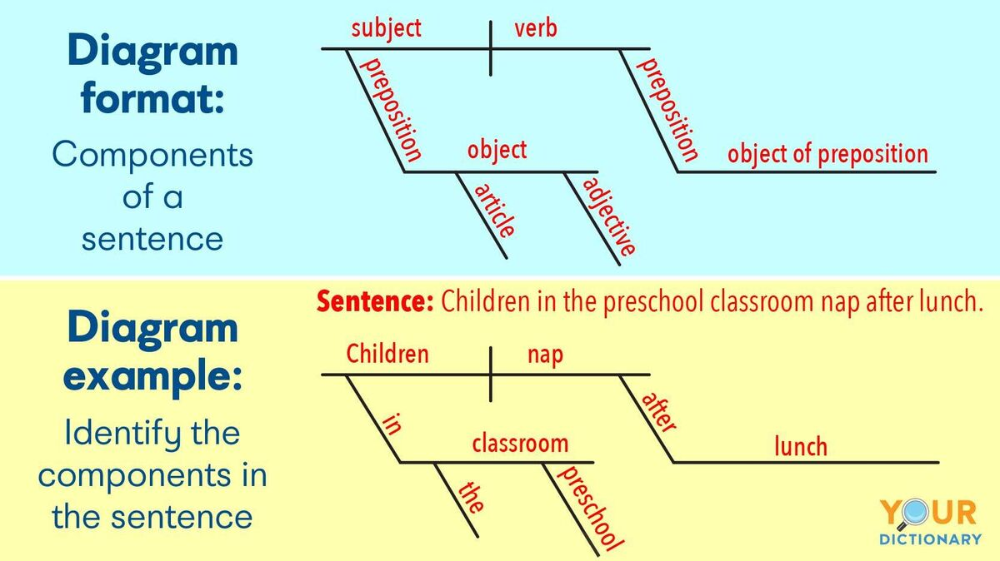 Diagram
format:
Components
of a
sentence
subject
verb
preposition
object
article
adjective
preposition
object of preposition
Diagram
example:
Identify the
components in
the sentence
Sentence: Children in the preschool classroom nap after lunch.
Children
nap
in
classroom
the
preschool
after
lunch
YOUR
DICTIONARY